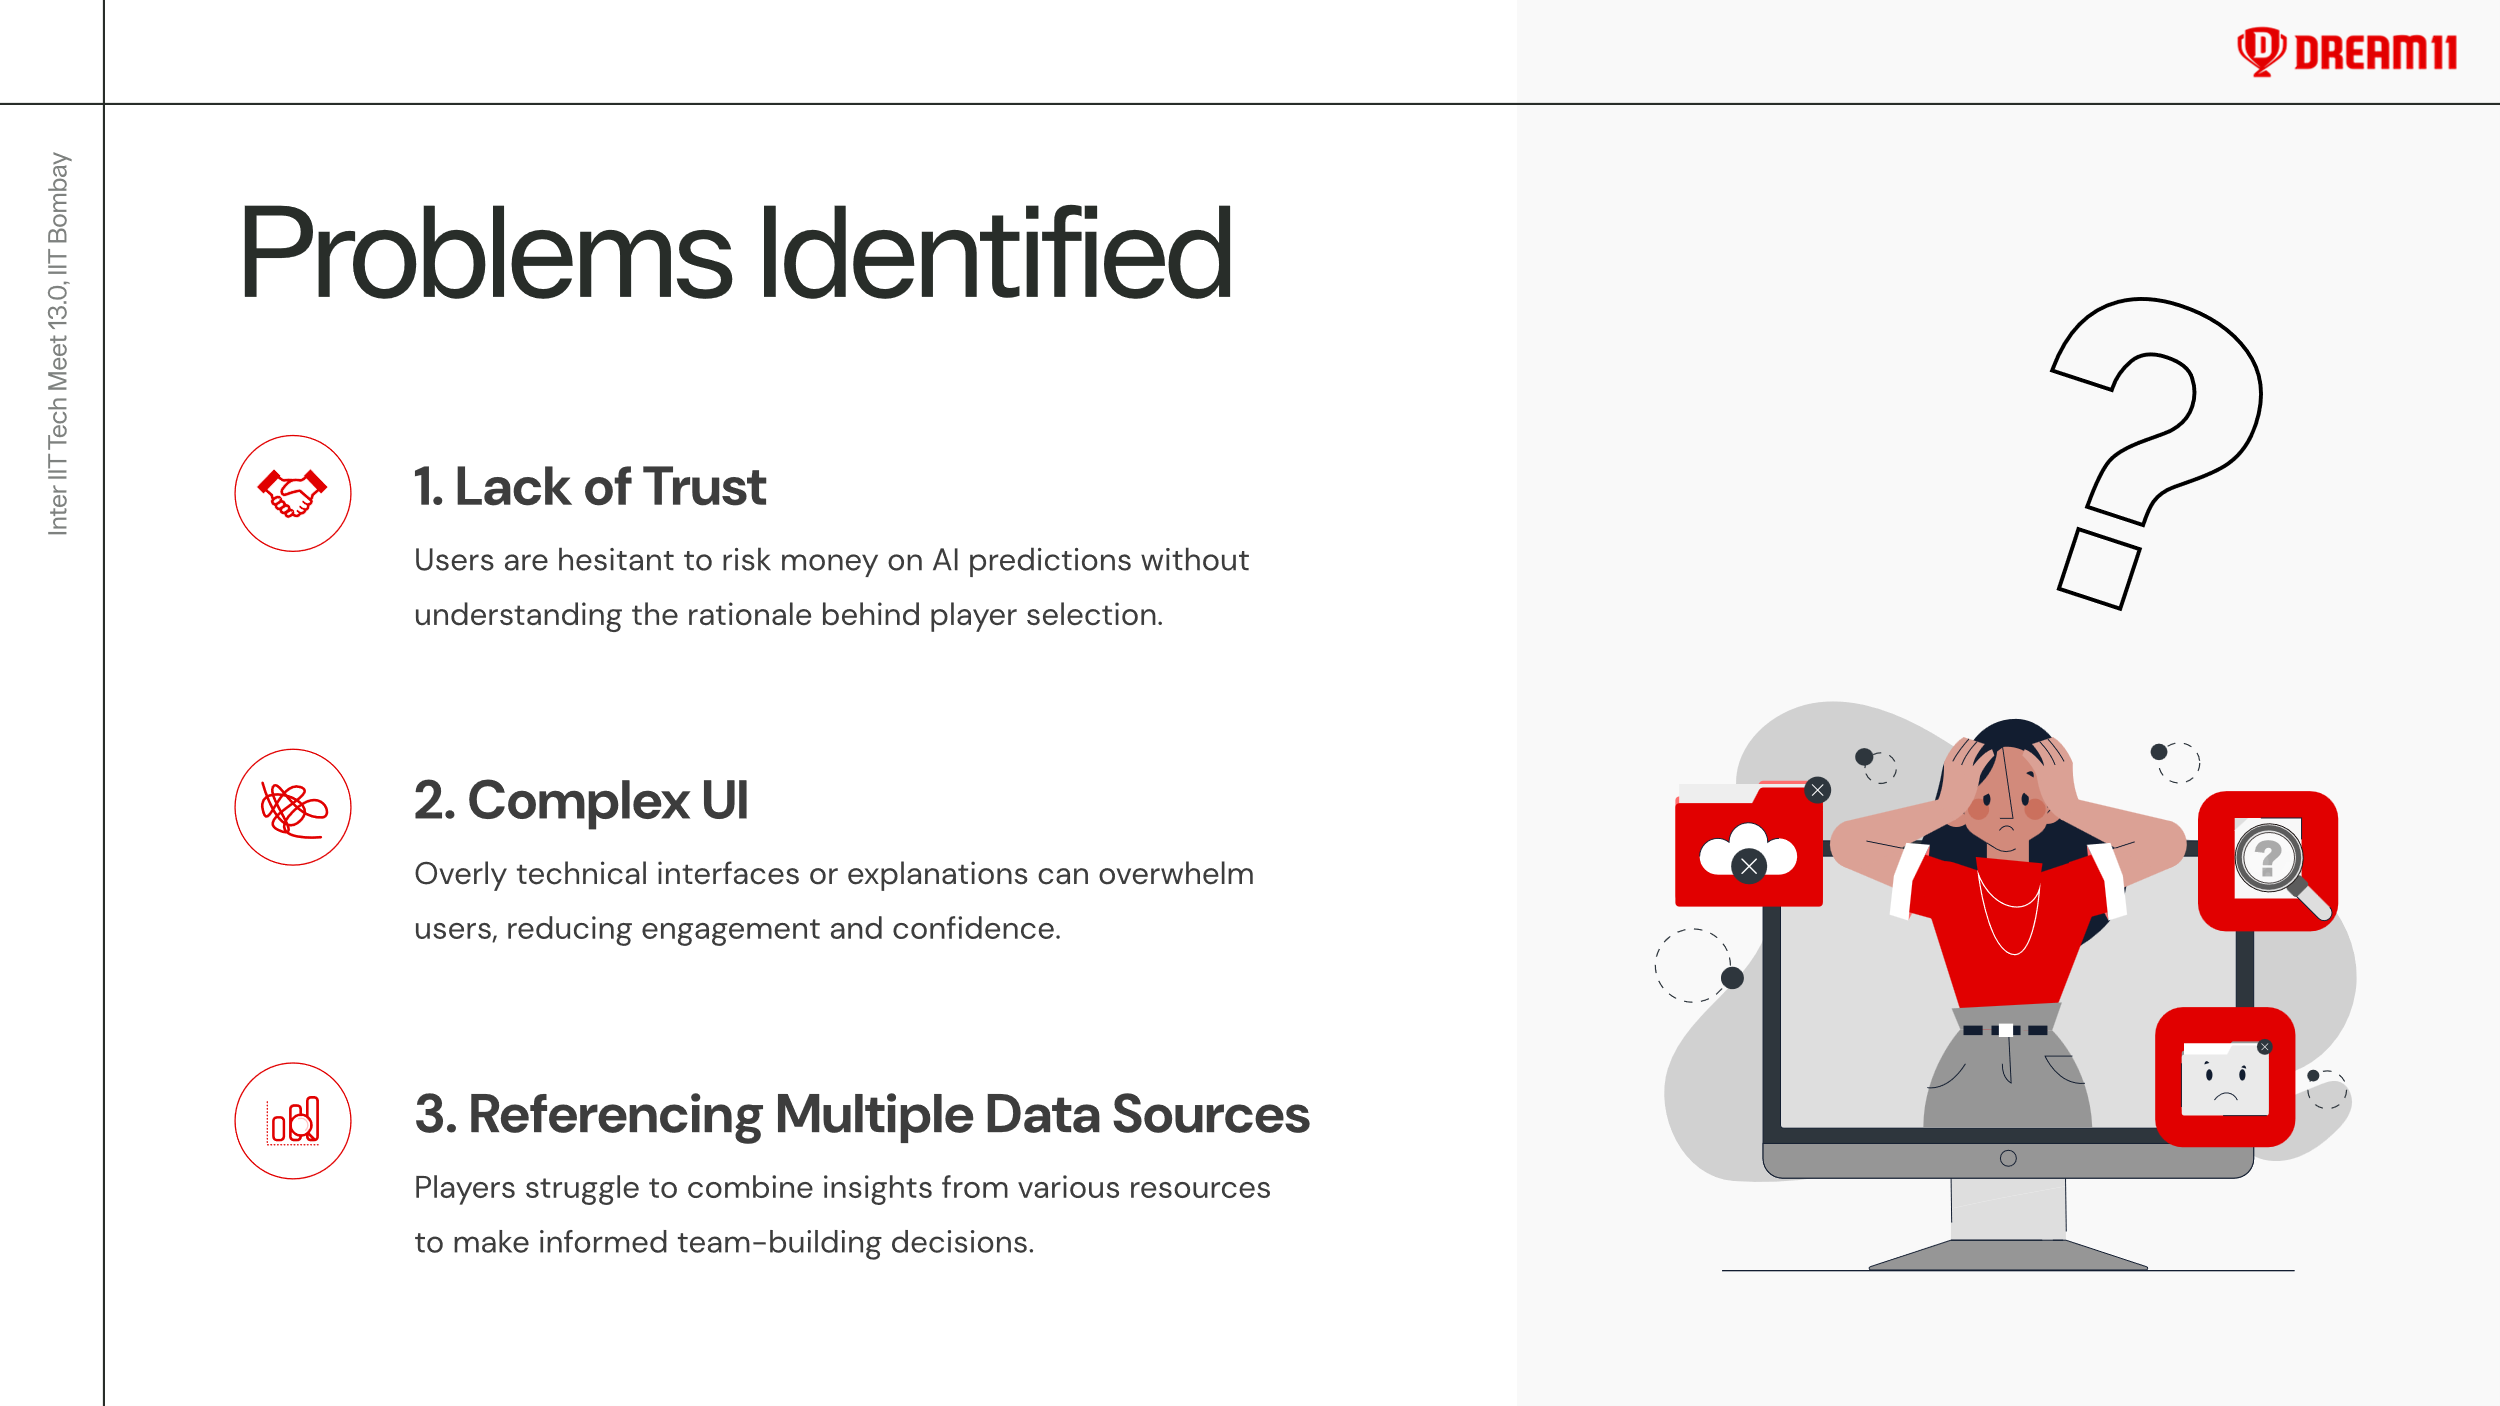 DREAM11
Inter IIT Tech Meet 13.0, IIT Bombay
Problems Identified
1. Lack of Trust
Users are hesitant to risk money on AI predictions without
understanding the rationale behind player selection.
2. Complex UI
Overly technical interfaces or explanations can overwhelm
users, reducing engagement and confidence.
3. Referencing Multiple Data Sources
Players struggle to combine insights from various resources
to make informed team-building decisions.
?
?